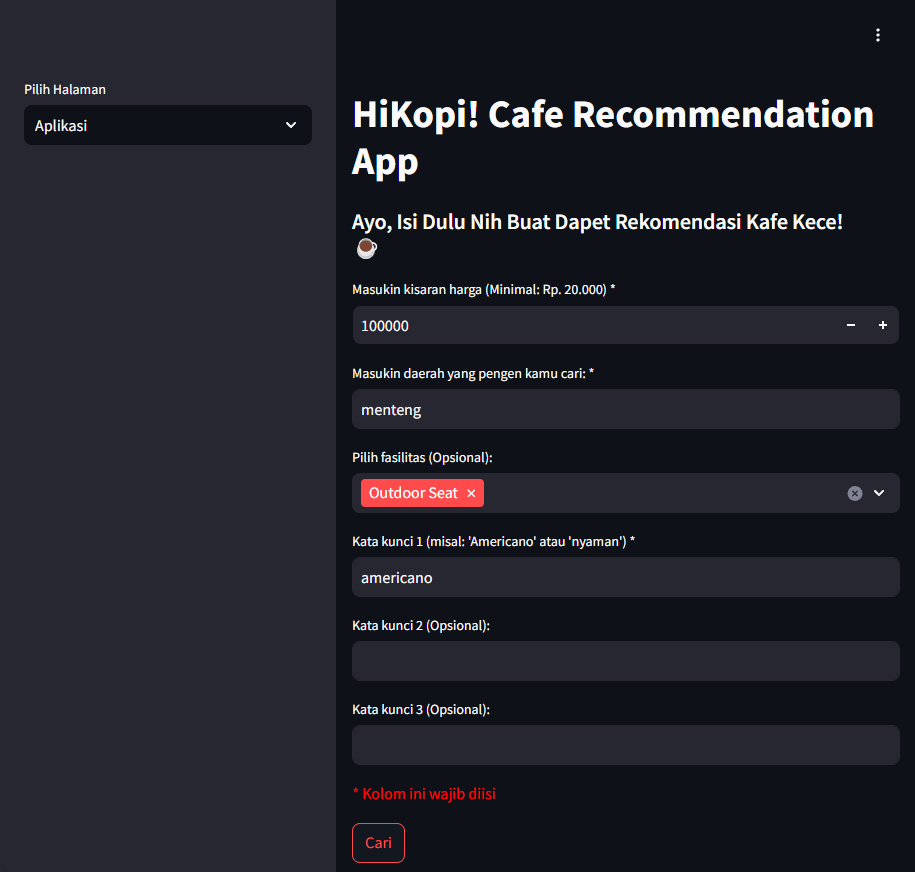 Pilih Halaman
Aplikasi
HiKopi! Cafe Recommendation
App
Ayo, Isi Dulu Nih Buat Dapet Rekomendasi Kafe Kece!
Masukin kisaran harga (Minimal: Rp. 20.000) *
100000
Masukin daerah yang pengen kamu cari: *
menteng
Pilih fasilitas (Opsional):
Outdoor Seat
Kata kunci 1 (misal: 'Americano' atau 'nyaman') *
americano
Kata kunci 2 (Opsional):
Kata kunci 3 (Opsional):
* Kolom ini wajib diisi
Cari